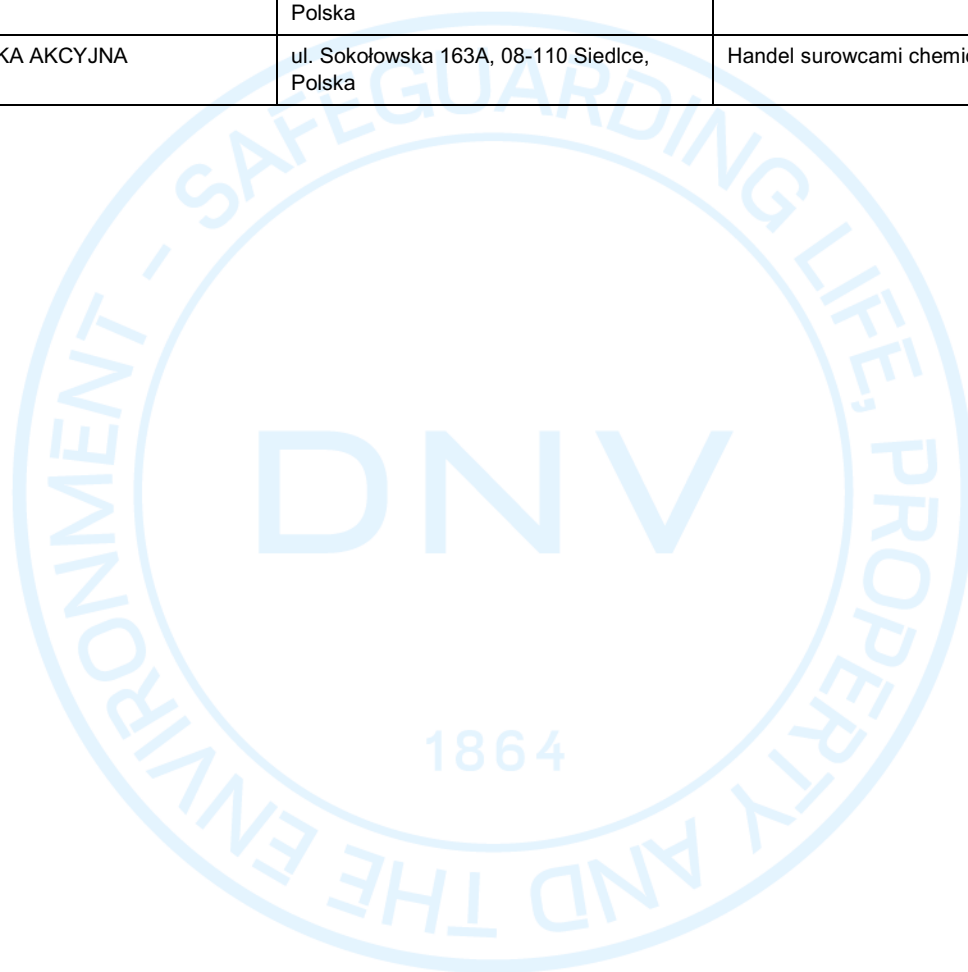 Polska
KA AKCYJNA
ul. Sokołowska 163A, 08-110 Siedlce,
Polska
Handel surowcami
SAFEGUARDING LIFE, PROPERTY AND THE ENVIRONMENT -
DNV
1864